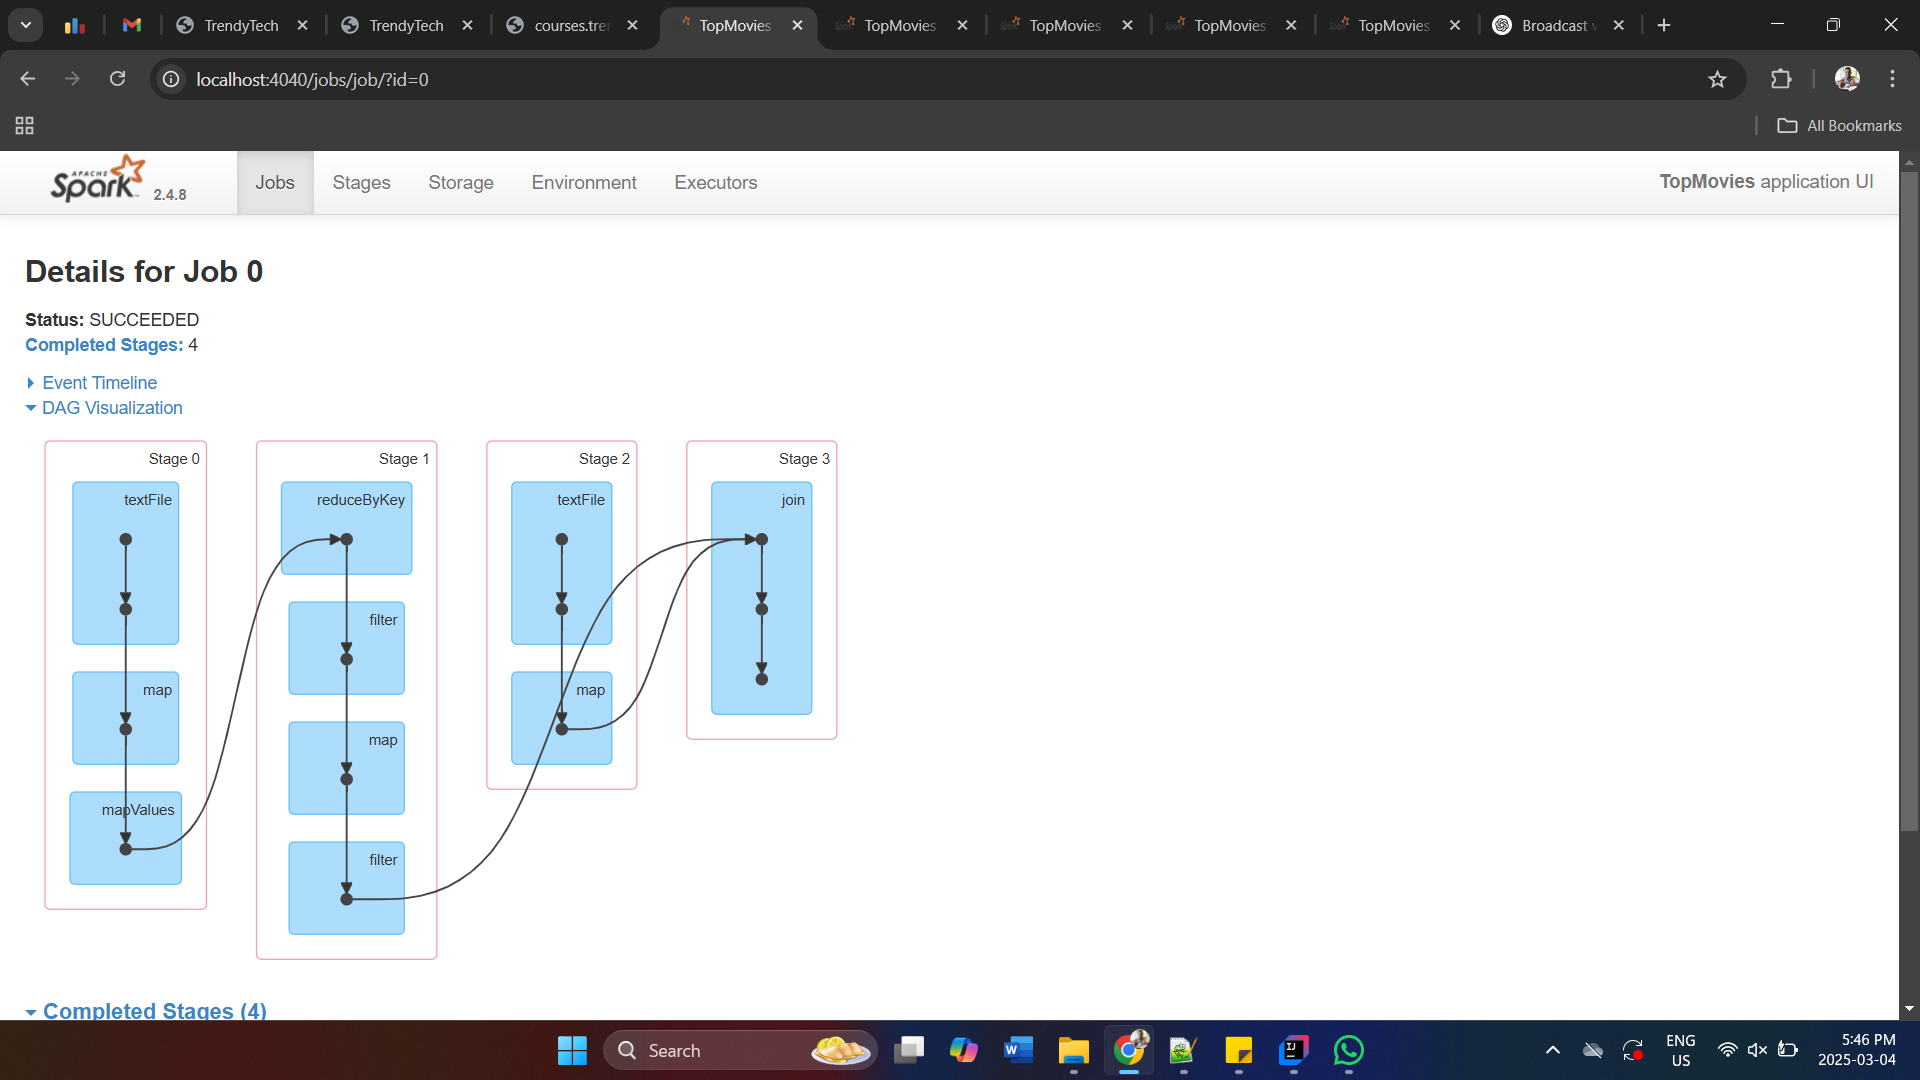 TrendyTech
TrendyTech
courses.tre
TopMovies
TopMovies
TopMovies
TopMovies
TopMovies
Broadcast v
localhost:4040/jobs/job/?id=0
All Bookmarks
APACHE
Spark
2.4.8
Jobs
Stages
Storage
Environment
Executors
TopMovies application UI
Details for Job 0
Status: SUCCEEDED
Completed Stages: 4
Event Timeline
DAG Visualization
Stage 0
textFile
map
mapValues
Stage 1
reduceByKey
filter
map
filter
Stage 2
textFile
map
Stage 3
join
Completed Stages (4)
Search
ENG
US
5:46 PM
2025-03-04